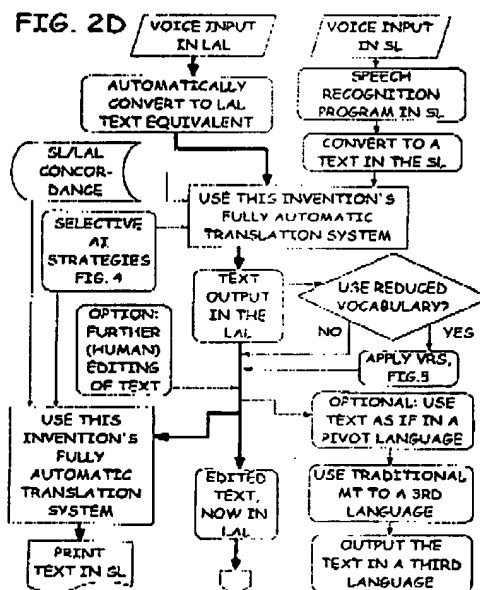 FIG. 2D
VOICE INPUT
IN LAL
VOICE INPUT
IN SL
AUTOMATICALLY
CONVERT TO LAL
TEXT EQUIVALENT
SPEECH
RECOGNITION
PROGRAM IN SL
CONVERT TO A
TEXT IN THE SL
SL/LAL
CONCOR-
DANCE
USE THIS INVENTION'S
FULLY AUTOMATIC
TRANSLATION SYSTEM
SELECTIVE
AI
STRATEGIES
FIG. 4
TEXT
OUTPUT
IN THE
LAL
USE REDUCED
VOCABULARY?
NO
YES
OPTION:
FURTHER
(HUMAN)
EDITING
OF TEXT
APPLY VRS,
FIG.5
USE THIS
INVENTION'S
FULLY
AUTOMATIC
TRANSLATION
SYSTEM
OPTIONAL: USE
TEXT AS IF IN A
PIVOT LANGUAGE
EDITED
TEXT,
NOW IN
LAL
USE TRADITIONAL
MT TO A 3RD
LANGUAGE
PRINT
TEXT IN SL
OUTPUT THE
TEXT IN A THIRD
LANGUAGE